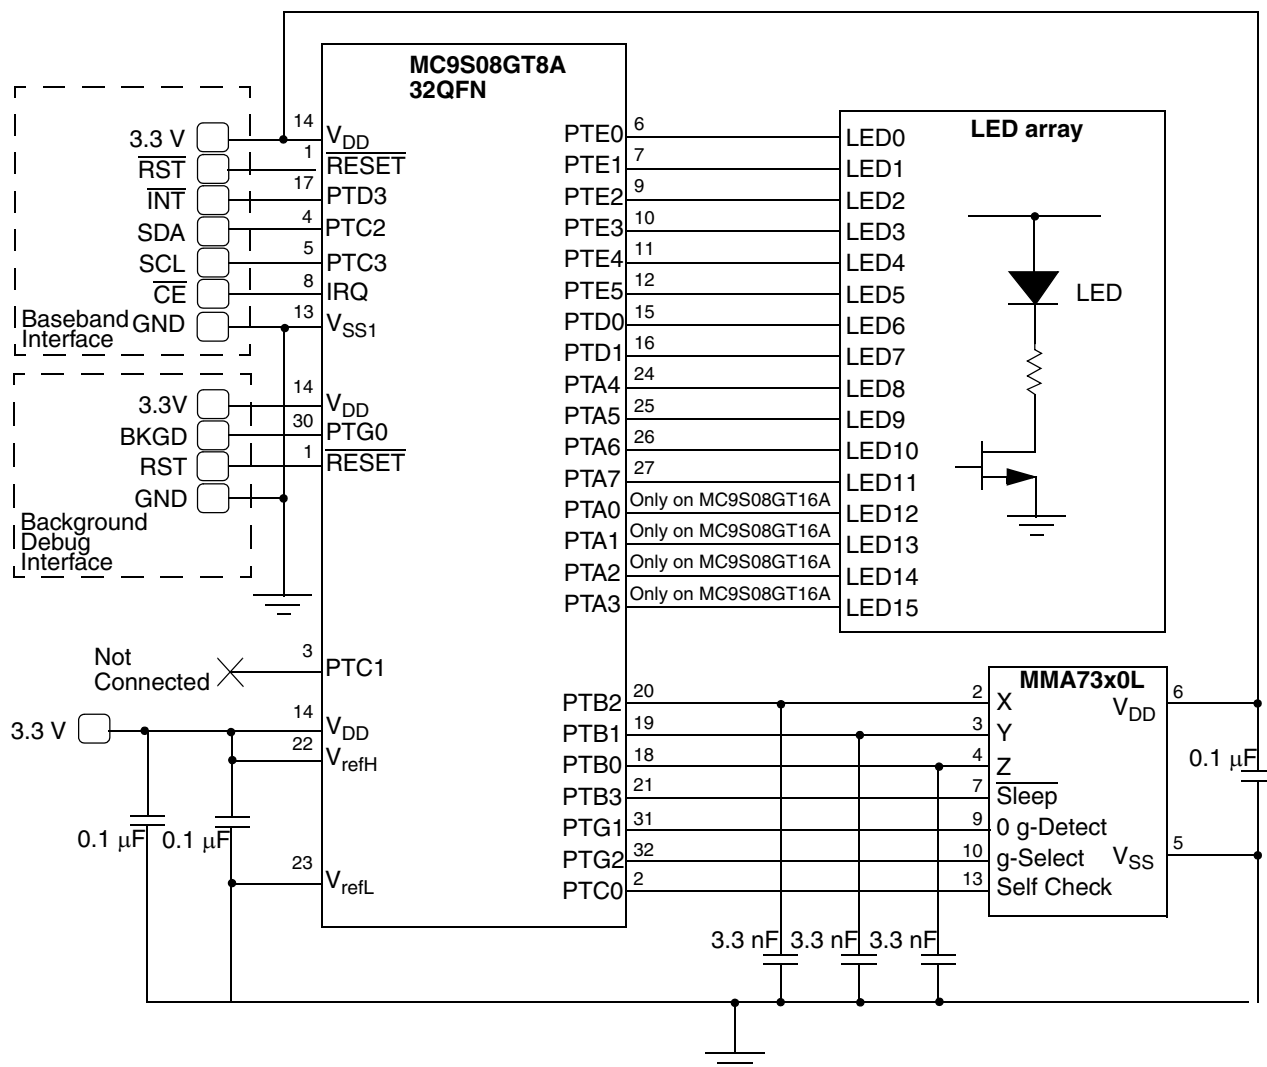 MC9S08GT8A
32QFN
3.3 V
14
VDD
RST
1
RESET
INT
17
PTD3
SDA
4
PTC2
SCL
5
PTC3
CE
8
IRQ
Baseband
Interface
GND
13
VSS1
3.3V
14
VDD
BKGD
30
PTG0
RST
1
RESET
GND
Background
Debug
Interface
Not
Connected
3
PTC1
3.3 V
14
VDD
22
VrefH
0.1 µF
0.1 µF
23
VrefL
LED array
PTE0
6
LED0
PTE1
7
LED1
PTE2
9
LED2
PTE3
10
LED3
PTE4
11
LED4
PTE5
12
LED5
PTD0
15
LED6
PTD1
16
LED7
PTA4
24
LED8
PTA5
25
LED9
PTA6
26
LED10
PTA7
27
LED11
PTA0
Only on MC9S08GT16A
LED12
PTA1
Only on MC9S08GT16A
LED13
PTA2
Only on MC9S08GT16A
LED14
PTA3
Only on MC9S08GT16A
LED15
LED
MMA73x0L
PTB2
20
2
X
PTB1
19
3
Y
PTB0
18
4
Z
PTB3
21
7
Sleep
PTG1
31
9
0 g-Detect
PTG2
32
10
g-Select
PTC0
2
13
Self Check
VDD
6
VSS
5
0.1 µF
3.3 nF
3.3 nF
3.3 nF